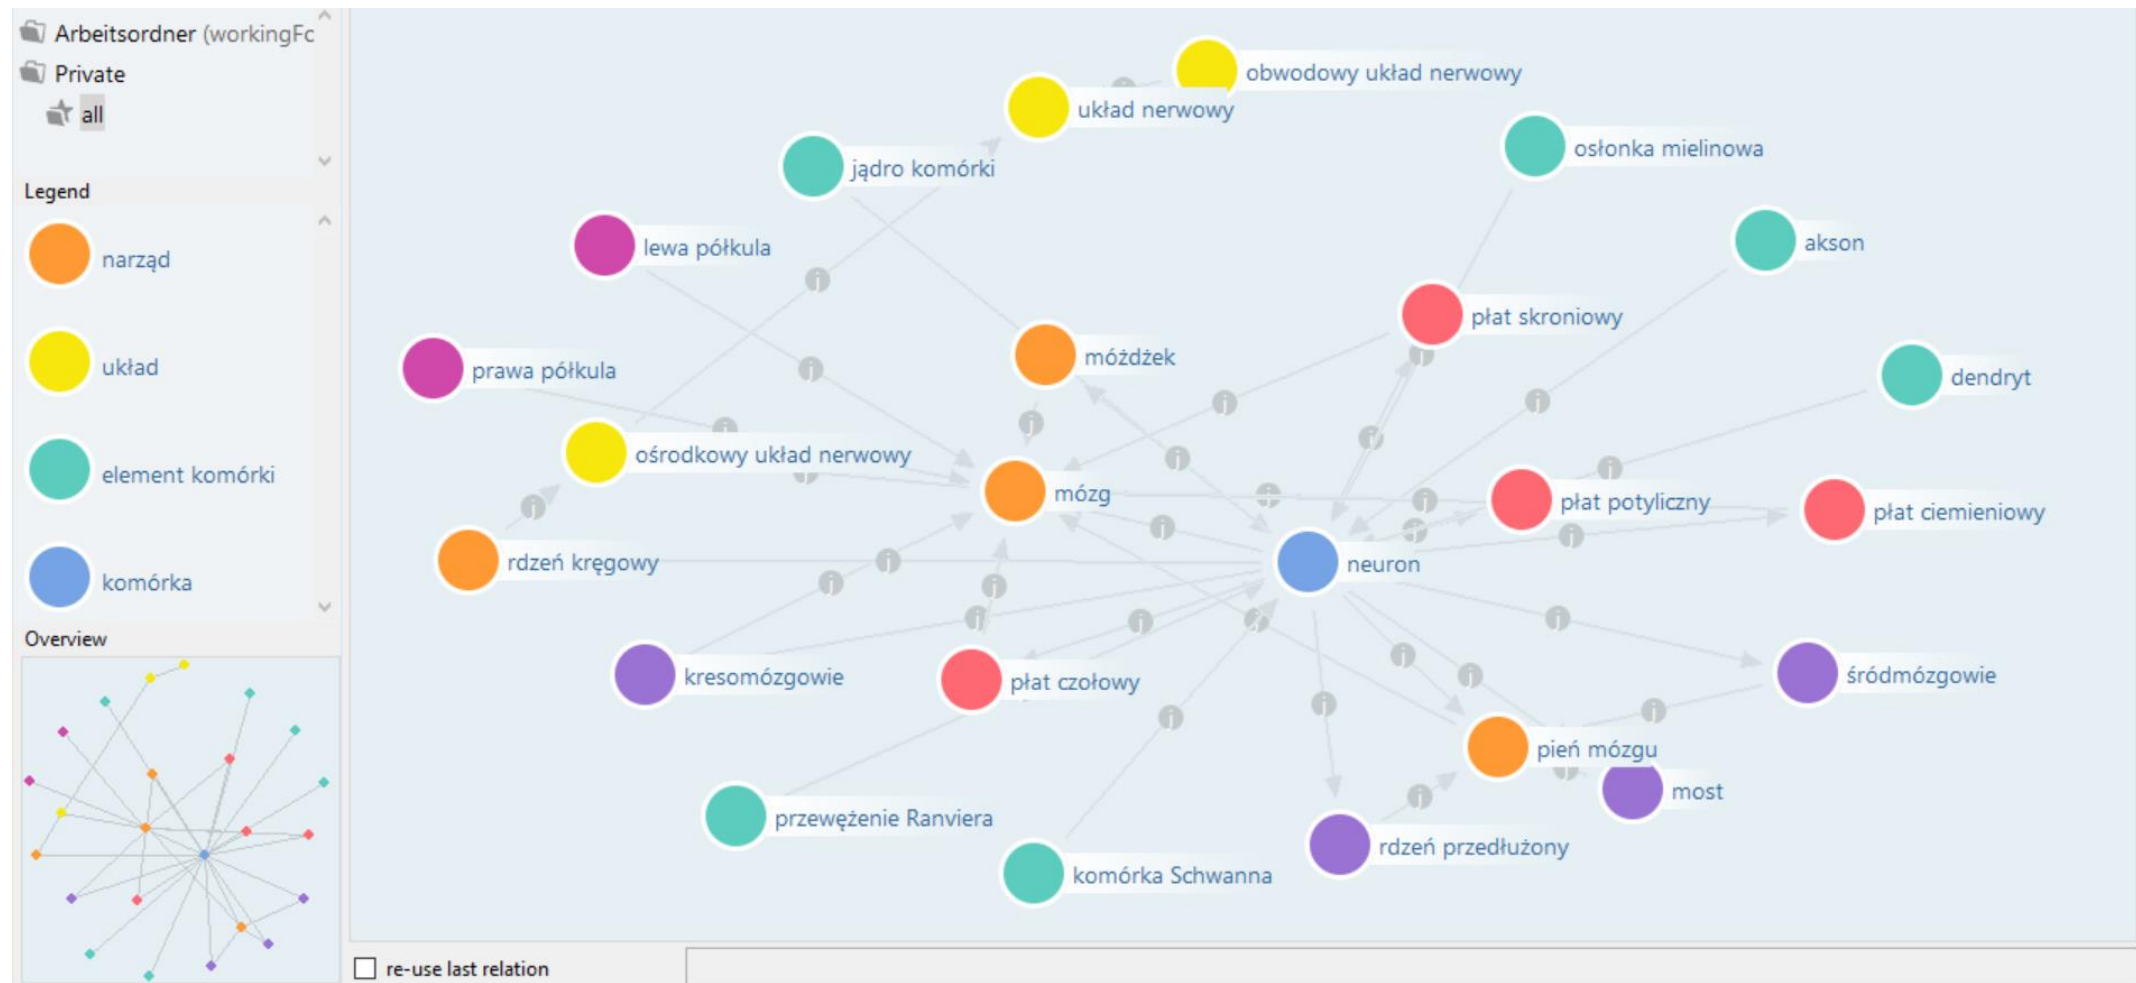 Arbeitsordner (workingFc
Private
all
Legend
narząd
układ
element komórki
komórka
Overview
obwodowy układ nerwowy
układ nerwowy
jądro komórki
osłonka mielinowa
lewa półkula
akson
płat skroniowy
móżdżek
prawa półkula
dendryt
ośrodkowy układ nerwowy
mózg
płat potyliczny
płat ciemieniowy
rdzeń kręgowy
neuron
kresomózgowie
płat czołowy
śródmózgowie
pień mózgu
most
przewężenie Ranviera
rdzeń przedłużony
komórka Schwanna
re-use last relation